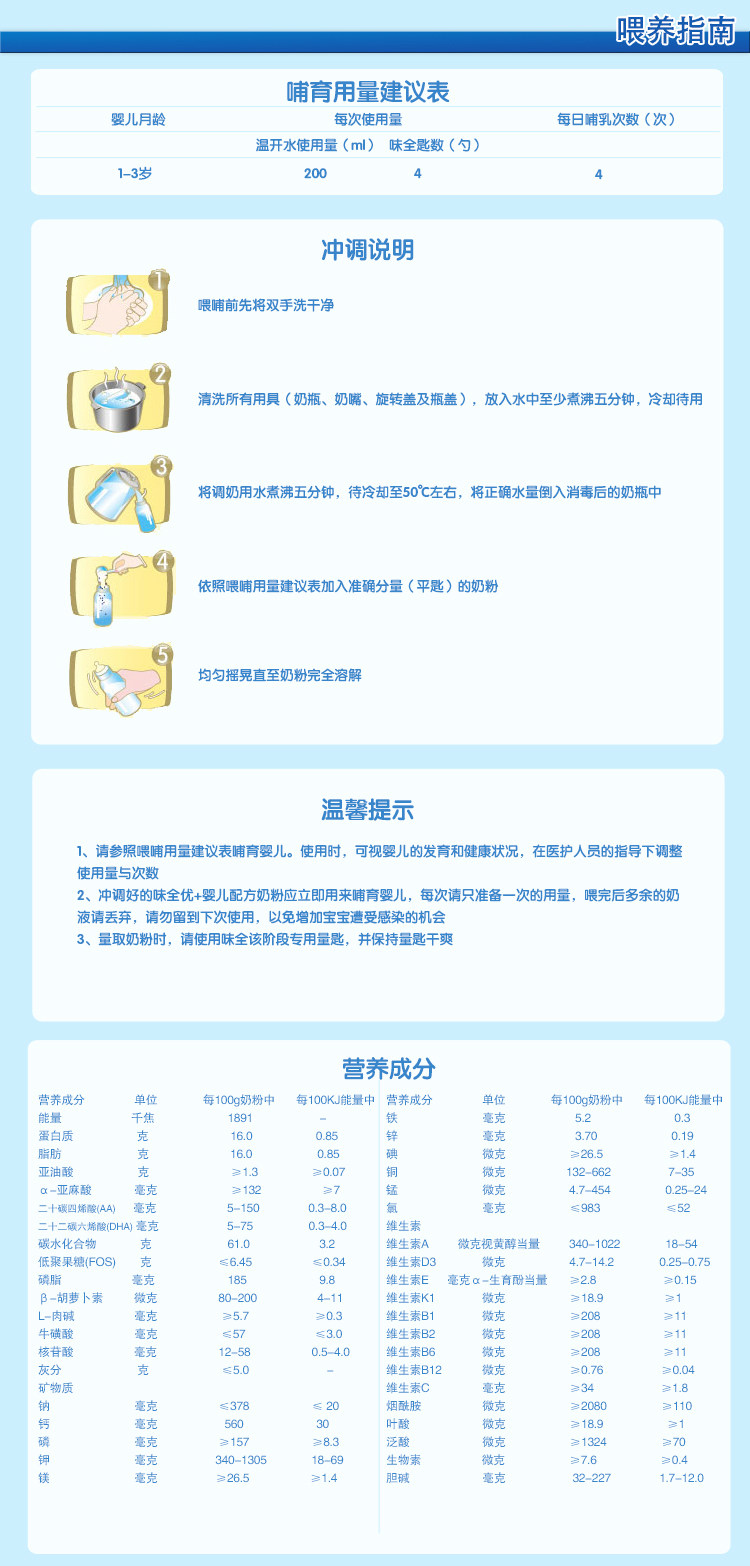 喂养指南
哺育用量建议表
婴儿月龄 每次使用量 每日哺乳次数（次）
温开水使用量（ml） 味全匙数（勺）
1-3岁 200 4 4
冲调说明
1
喂哺前先将双手洗干净
2
清洗所有用具（奶瓶、奶嘴、旋转盖及瓶盖），放入水中至少煮沸五分钟，冷却待用
3
将调奶用水煮沸五分钟，待冷却至50℃左右，将正确水量倒入消毒后的奶瓶中
4
依照喂哺用量建议表加入准确分量（平匙）的奶粉
5
均匀摇晃直至奶粉完全溶解
温馨提示
1、请参照喂哺用量建议表哺育婴儿。使用时，可视婴儿的发育和健康状况，在医护人员的指导下调整
使用量与次数
2、冲调好的味全优+婴儿配方奶粉应立即用来哺育婴儿，每次请只准备一次的用量，喂完后多余的奶
液请丢弃，请勿留到下次使用，以免增加宝宝遭受感染的机会
3、量取奶粉时，请使用味全该阶段专用量匙，并保持量匙干爽
营养成分
营养成分 单位 每100g奶粉中 每100KJ能量中
能量 千焦 1891 –
蛋白质 克 16.0 0.85
脂肪 克 16.0 0.85
亚油酸 克 ≥1.3 ≥0.07
α-亚麻酸 毫克 ≥132 ≥7
二十碳四烯酸(AA) 毫克 5-150 0.3-8.0
二十二碳六烯酸(DHA) 毫克 5-75 0.3-4.0
碳水化合物 克 61.0 3.2
低聚果糖(FOS) 克 ≤6.45 ≤0.34
磷脂 毫克 185 9.8
β-胡萝卜素 微克 80-200 4-11
L-肉碱 毫克 ≥5.7 ≥0.3
牛磺酸 毫克 ≤57 ≤3.0
核苷酸 毫克 12-58 0.5-4.0
灰分 克 ≤5.0 –
矿物质
钠 毫克 ≤378 ≤ 20
钙 毫克 560 30
磷 毫克 ≥157 ≥8.3
钾 毫克 340-1305 18-69
镁 毫克 ≥26.5 ≥1.4
营养成分 单位 每100g奶粉中 每100KJ能量中
铁 毫克 5.2 0.3
锌 毫克 3.70 0.19
碘 微克 ≥26.5 ≥1.4
铜 微克 132-662 7-35
锰 微克 4.7-454 0.25-24
氯 毫克 ≤983 ≤52
维生素
维生素A 微克视黄醇当量 340-1022 18-54
维生素D3 微克 4.7-14.2 0.25-0.75
维生素E 毫克α-生育酚当量 ≥2.8 ≥0.15
维生素K1 微克 ≥18.9 ≥1
维生素B1 微克 ≥208 ≥11
维生素B2 微克 ≥208 ≥11
维生素B6 微克 ≥208 ≥11
维生素B12 微克 ≥0.76 ≥0.04
维生素C 毫克 ≥34 ≥1.8
烟酰胺 微克 ≥2080 ≥110
叶酸 微克 ≥18.9 ≥1
泛酸 微克 ≥1324 ≥70
生物素 微克 ≥7.6 ≥0.4
胆碱 毫克 32-227 1.7-12.0